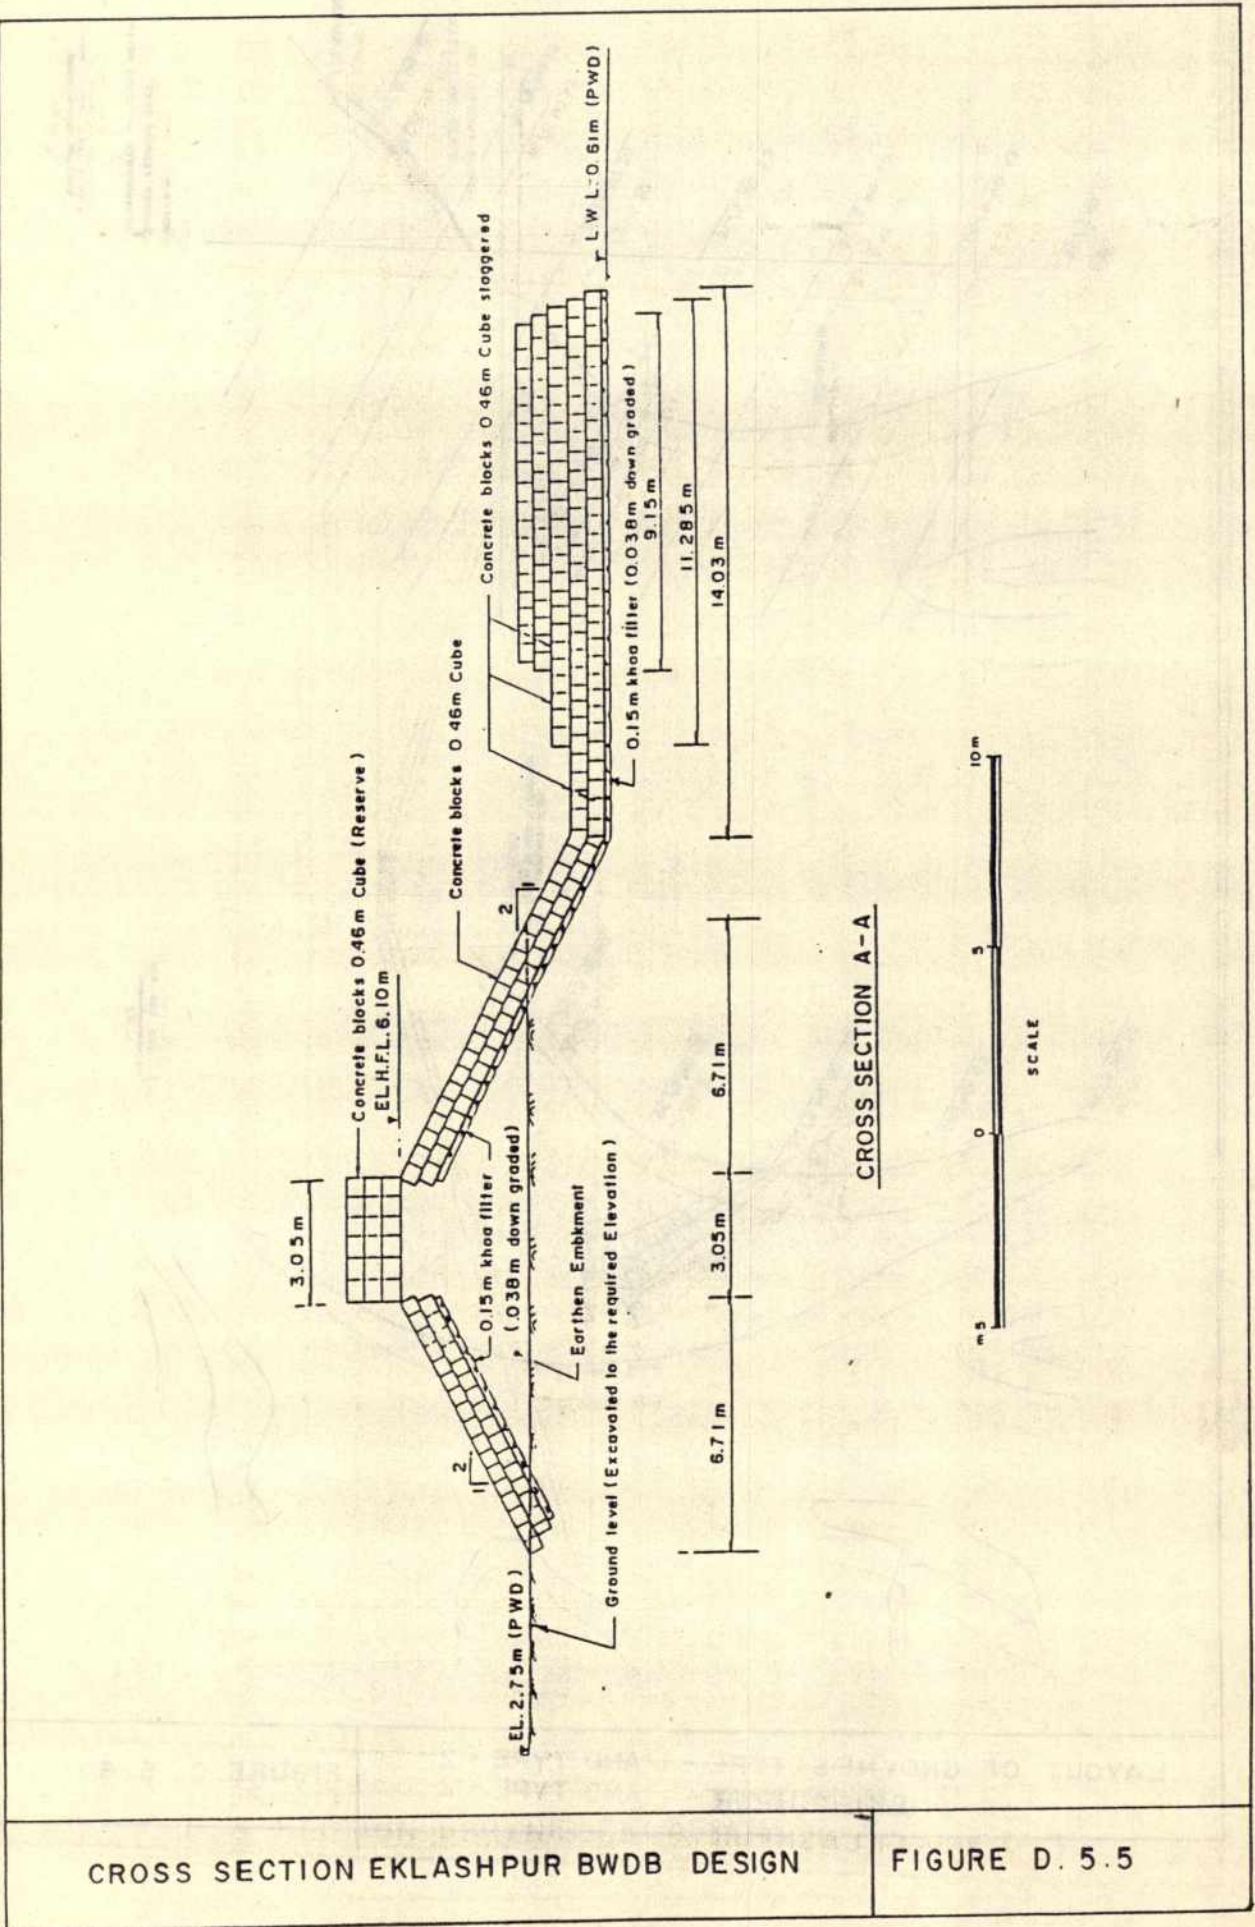 Concrete blocks 0.46m Cube (Reserve)
EL.H.F.L. 6.10m
3.05m
Concrete blocks 0 46m Cube
Concrete blocks 0 46m Cube staggered
L W L-0 61m (PWD)
2
1
2
1
0.15m khoa filter
(.038m down graded)
0.15m khoa filter (0.038m down graded)
EL. 2.75m (PWD)
Earthen Embkment
Ground level (Excavated to the required Elevation)
9.15m
11.285m
14.03m
6.71m
3.05m
6.71m
CROSS SECTION A-A
m 5
0
5
10m
SCALE
CROSS SECTION EKLASHPUR BWDB DESIGN
FIGURE D. 5.5